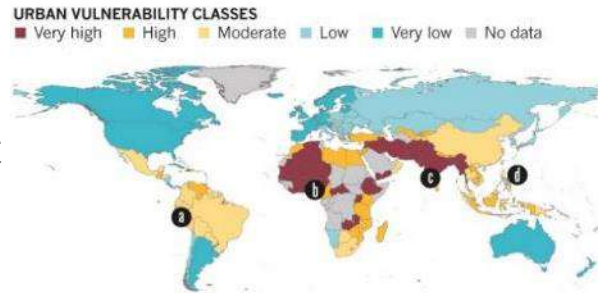 URBAN VULNERABILITY CLASSES
Very high High Moderate Low Very low No data
a
b
c
d